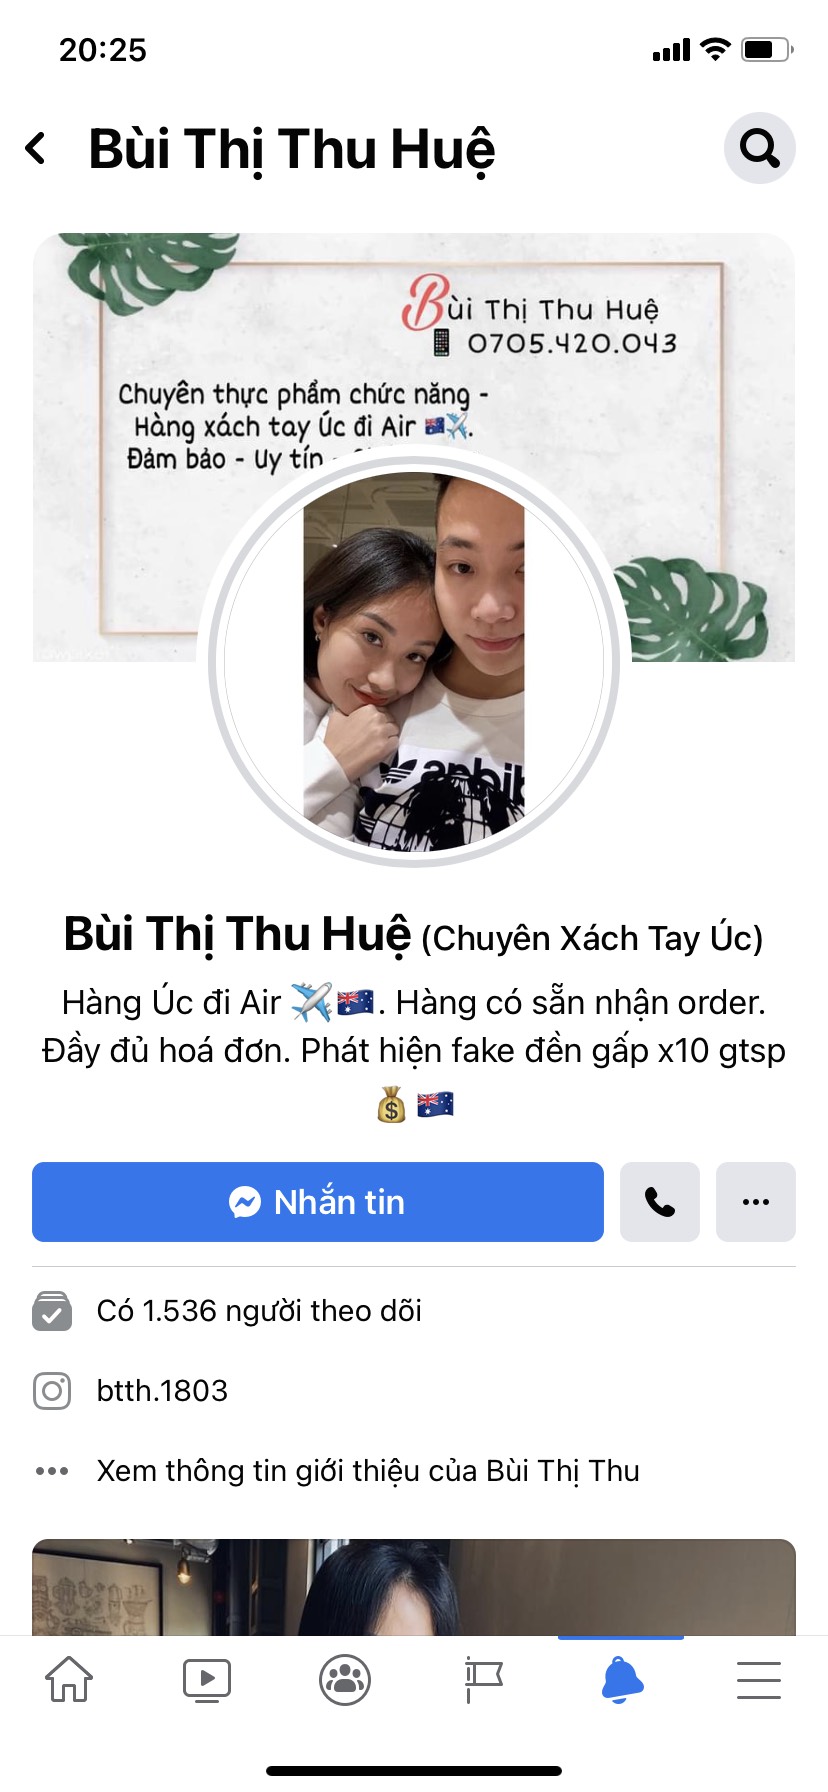 20:25
Bùi Thị Thu Huệ
Bùi Thị Thu Huệ
0705.420.043
Chuyên thực phẩm chức năng -
Hàng xách tay Úc đi Air 🇦🇺✈️.
Đảm bảo - Uy tín -
Bùi Thị Thu Huệ (Chuyên Xách Tay Úc)
Hàng Úc đi Air ✈️🇦🇺. Hàng có sẵn nhận order.
Đầy đủ hoá đơn. Phát hiện fake đền gấp x10 gtsp
💰🇦🇺
Nhắn tin
Có 1.536 người theo dõi
btth.1803
Xem thông tin giới thiệu của Bùi Thị Thu